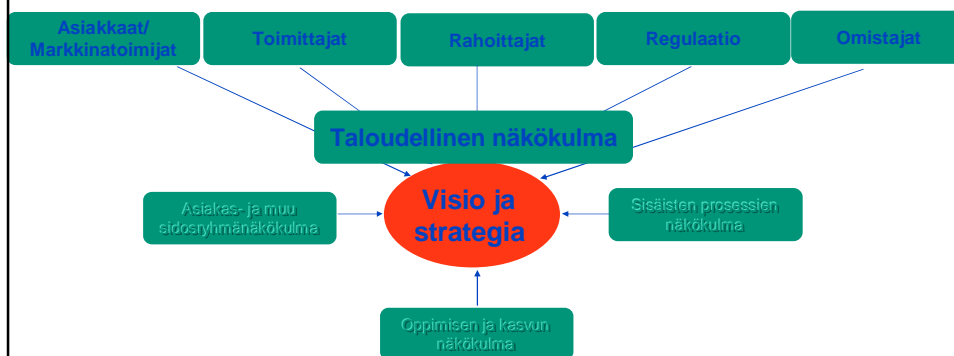 Asiakkaat/
Markkinatoimijat
Toimittajat
Rahoittajat
Regulaatio
Omistajat
Taloudellinen näkökulma
Visio ja
strategia
Asiakas- ja muu
sidosryhmänäkökulma
Sisäisten prosessien
näkökulma
Oppimisen ja kasvun
näkökulma